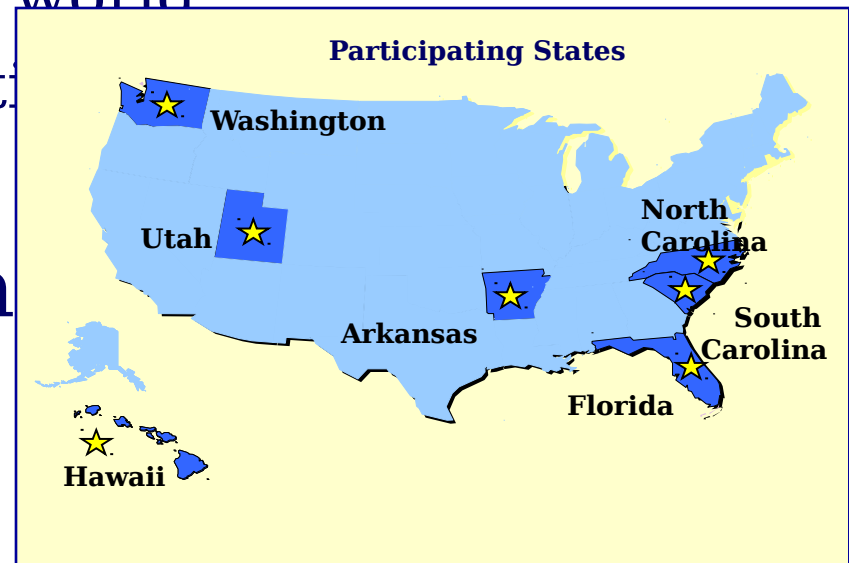 Participating States
Washington
North
Carolina
Utah
South
Carolina
Arkansas
Florida
Hawaii